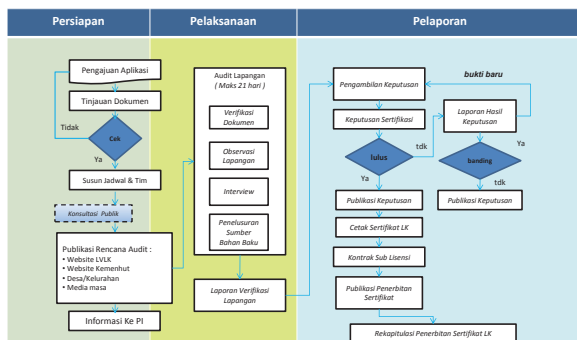 Persiapan
Pelaksanaan
Pelaporan
Pengajuan Aplikasi
Tinjauan Dokumen
Tidak
Cek
Ya
Susun Jadwal & Tim
Konsultasi Publik
Publikasi Rencana Audit :
• Website LVLK
• Website Kemenhut
• Desa/Kelurahan
• Media masa
Informasi Ke PI
Audit Lapangan
( Maks 21 hari )
Verifikasi
Dokumen
Observasi
Lapangan
Interview
Penelusuran
Sumber
Bahan Baku
Laporan Verifikasi
Lapangan
Pengambilan Keputusan
bukti baru
Keputusan Sertifikasi
Laporan Hasil
Keputusan
lulus
tdk
Ya
banding
Ya
tdk
Publikasi Keputusan
Publikasi Keputusan
Cetak Sertifikat LK
Kontrak Sub Lisensi
Publikasi Penerbitan
Sertifikat
Rekapitulasi Penerbitan Sertifikat LK